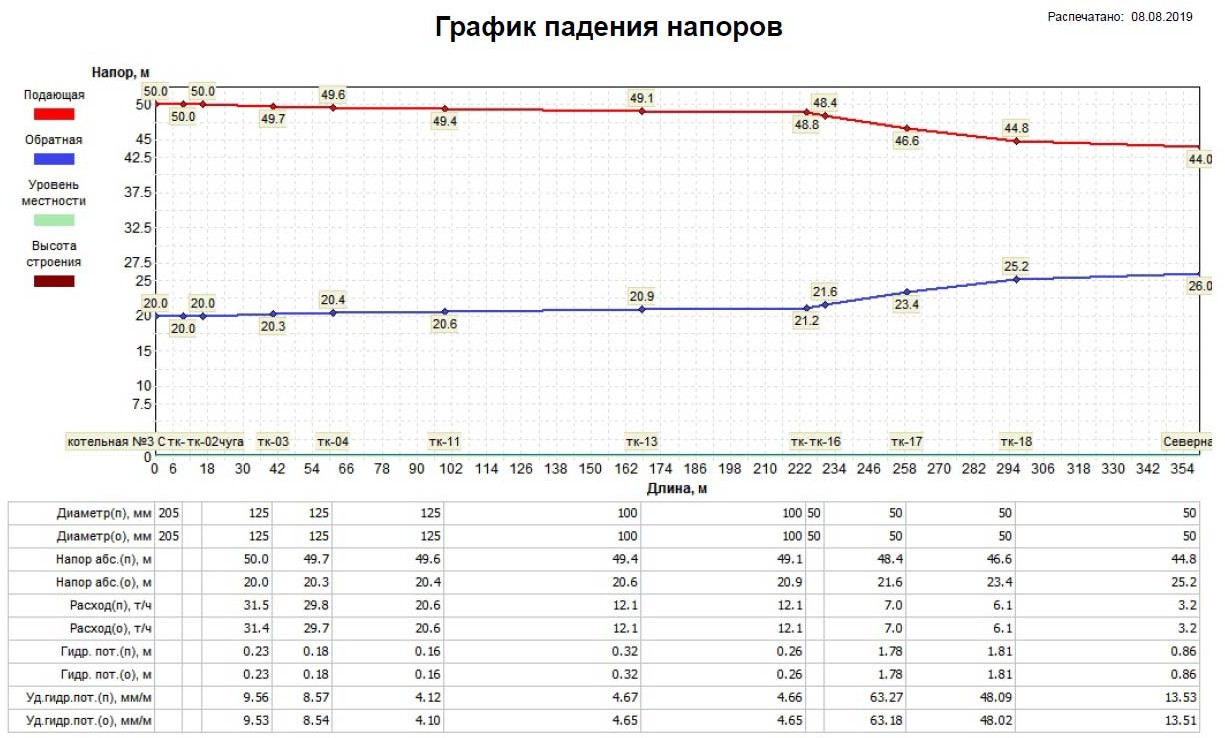 Распечатано: 08.08.2019
График падения напоров
Напор, м
Подающая
Обратная
Уровень
местности
Высота
строения
50
45
42.5
37.5
32.5
27.5
25
20
15
10
7.5
0
50.0 50.0 49.6 49.1 48.4 44.8
50.0 49.7 49.4 48.8 46.6 44.0
20.0 20.0 20.4 20.9 21.6 25.2
20.0 20.3 20.6 21.2 23.4 26.0
котельная №3 С тк- тк-02чуга тк-03 тк-04 тк-11 тк-13 тк- тк-16 тк-17 тк-18 Северна
0 6 18 30 42 54 66 78 90 102 114 126 138 150 162 174 186 198 210 222 234 246 258 270 282 294 306 318 330 342 354
Длина, м
Диаметр(п), мм 205 125 125 125 100 100 50 50 50 50
Диаметр(о), мм 205 125 125 125 100 100 50 50 50 50
Напор абс.(п), м 50.0 49.7 49.6 49.4 49.1 48.4 46.6 44.8
Напор абс.(о), м 20.0 20.3 20.4 20.6 20.9 21.6 23.4 25.2
Расход(п), т/ч 31.5 29.8 20.6 12.1 12.1 7.0 6.1 3.2
Расход(о), т/ч 31.4 29.7 20.6 12.1 12.1 7.0 6.1 3.2
Гидр. пот.(п), м 0.23 0.18 0.16 0.32 0.26 1.78 1.81 0.86
Гидр. пот.(о), м 0.23 0.18 0.16 0.32 0.26 1.78 1.81 0.86
Уд.гидр.пот.(п), мм/м 9.56 8.57 4.12 4.67 4.66 63.27 48.09 13.53
Уд.гидр.пот.(о), мм/м 9.53 8.54 4.10 4.65 4.65 63.18 48.02 13.51